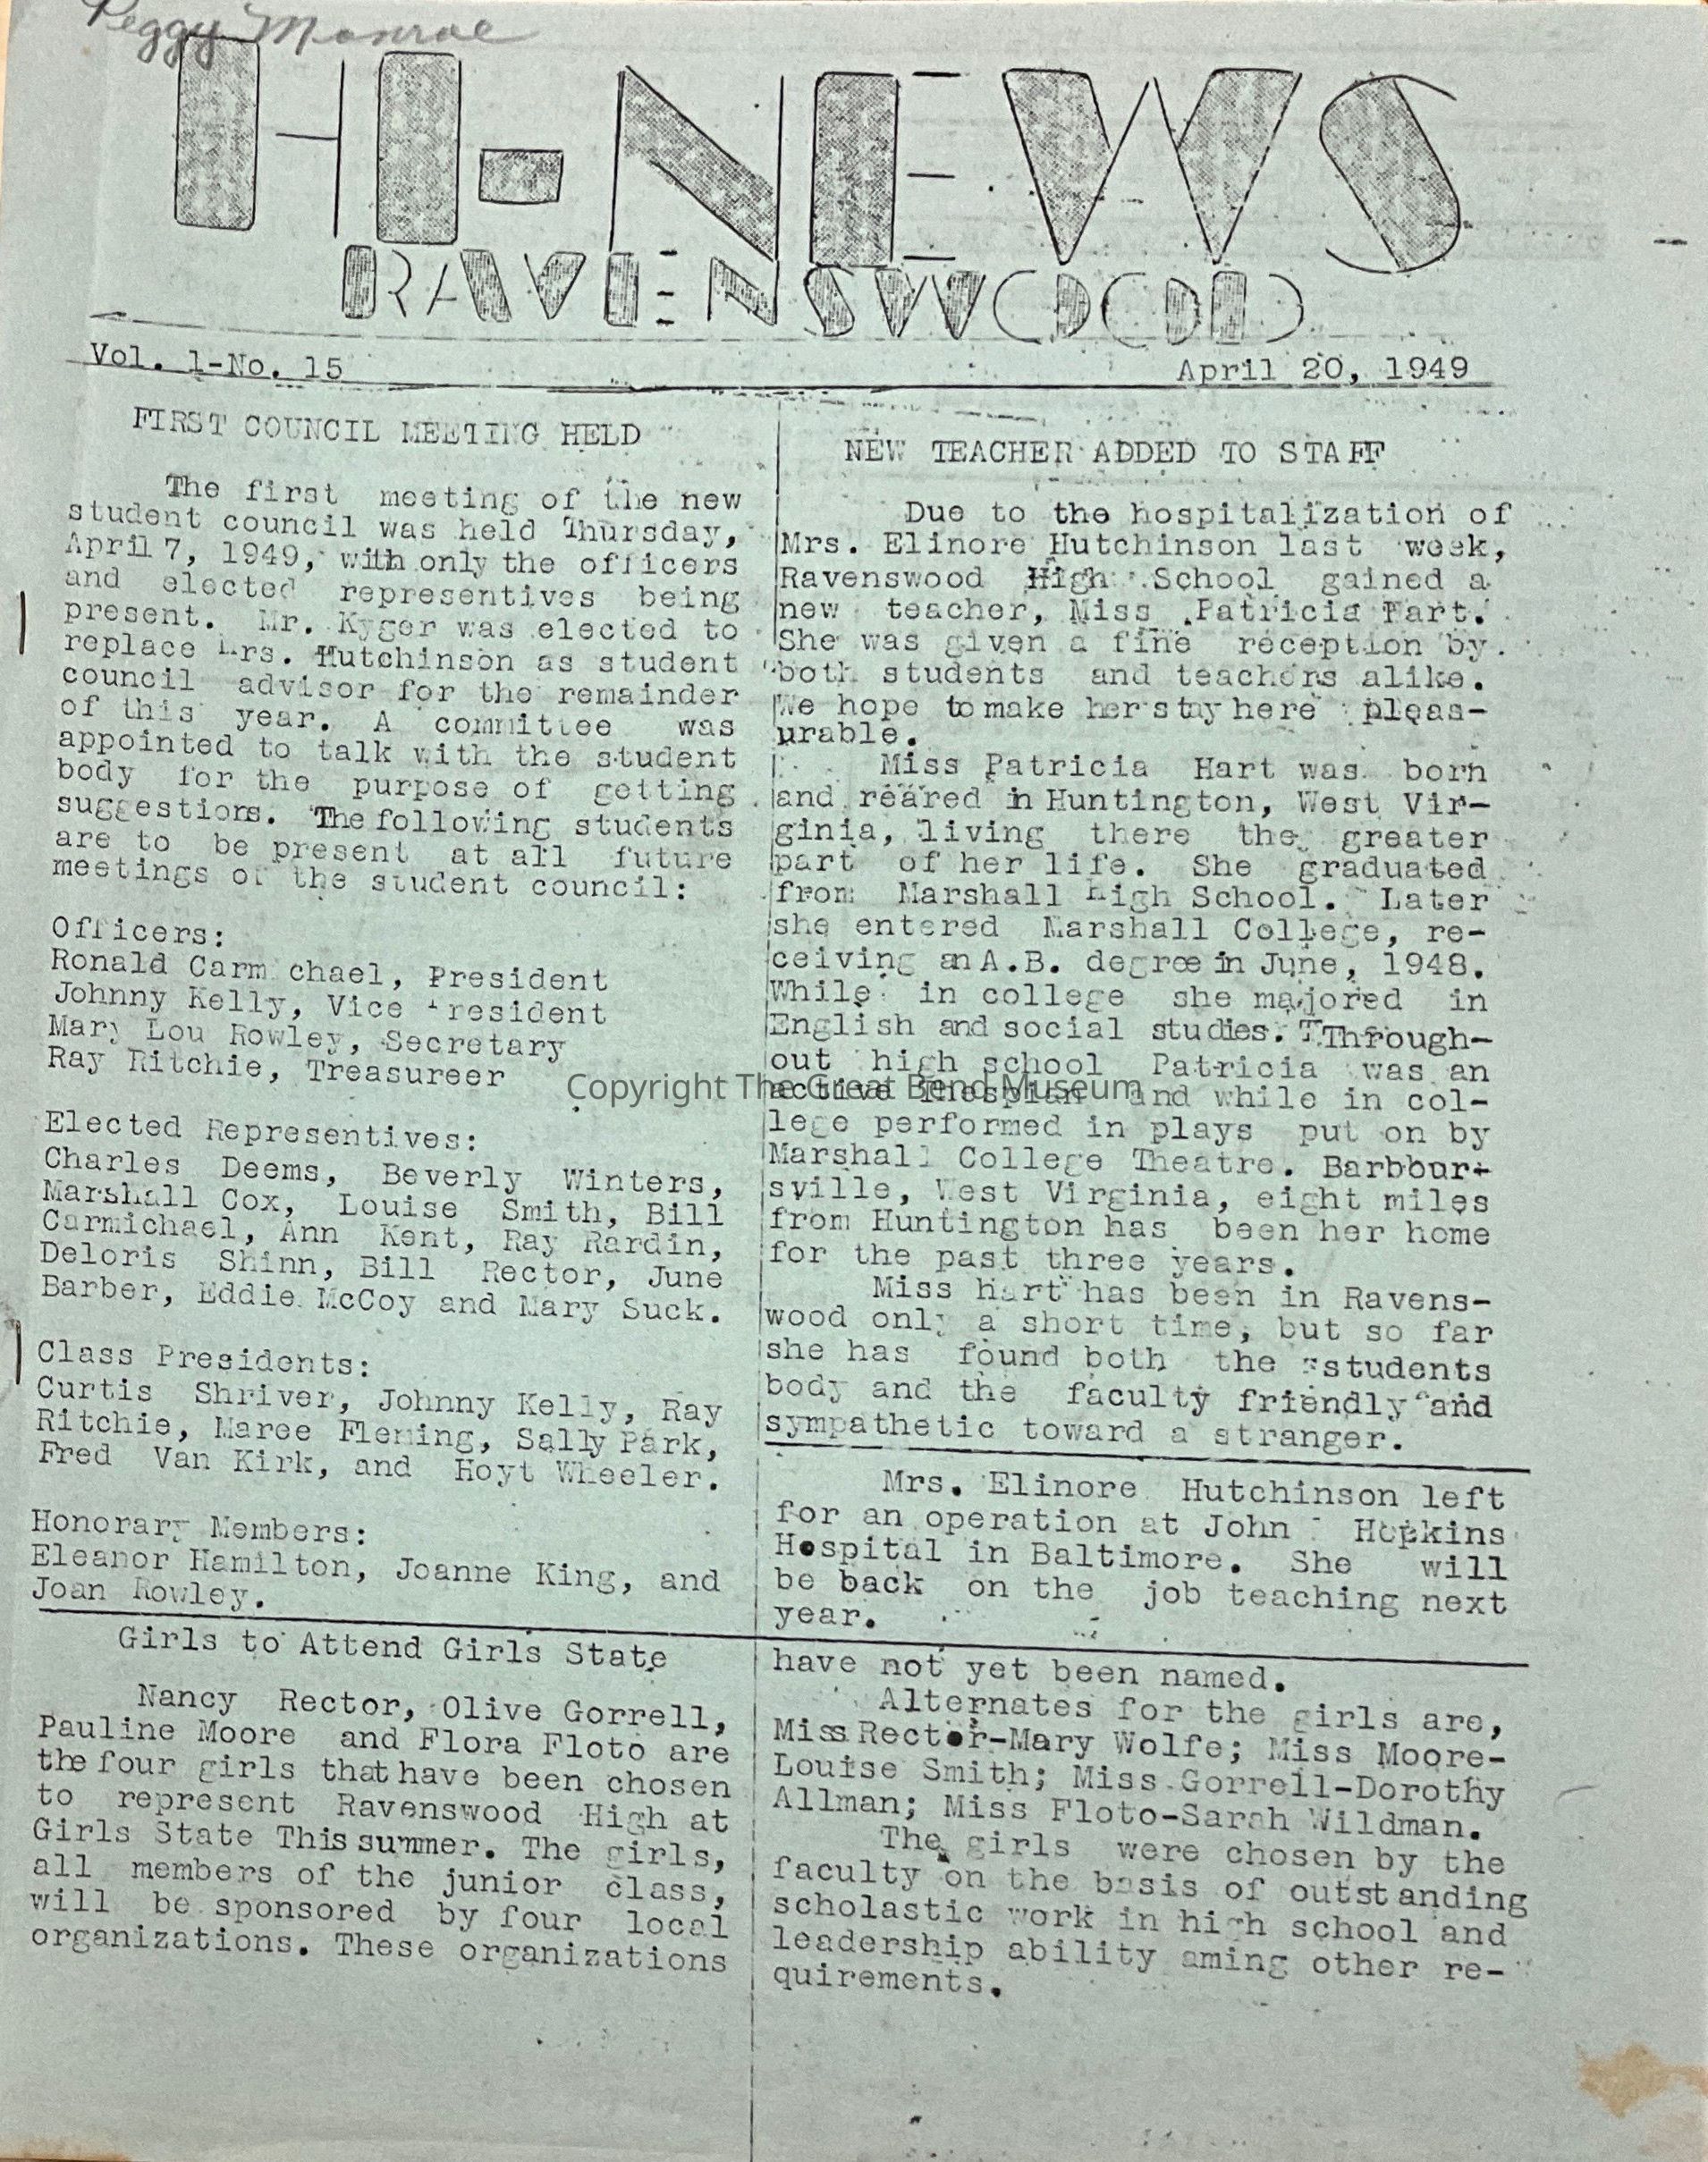 Peggy Monroe
HI-NEWS
RAVENSWOOD
Vol. 1-No. 15 April 20, 1949
FIRST COUNCIL MEETING HELD
The first meeting of the new
student council was held Thursday,
April 7, 1949, with only the officers
and elected representives being
present. Mr. Kyger was elected to
replace Mrs. Hutchinson as student
council advisor for the remainder
of this year. A committee was
appointed to talk with the student
body for the purpose of getting
suggestions. The following students
are to be present at all future
meetings of the student council:
Officers:
Ronald Carm chael, President
Johnny Kelly, Vice President
Mary Lou Rowley, Secretary
Ray Ritchie, Treasureer
Elected Representives:
Charles Deems, Beverly Winters,
Marshall Cox, Louise Smith, Bill
Carmichael, Ann Kent, Ray Rardin,
Deloris Shinn, Bill Rector, June
Barber, Eddie McCoy and Mary Suck.
Class Presidents:
Curtis Shriver, Johnny Kelly, Ray
Ritchie, Maree Fleming, Sally Park,
Fred Van Kirk, and Hoyt Wheeler.
Honorary Members:
Eleanor Hamilton, Joanne King, and
Joan Rowley.
NEW TEACHER ADDED TO STAFF
Due to the hospitalization of
Mrs. Elinore Hutchinson last week,
Ravenswood High School gained a
new teacher, Miss Patricia Hart.
She was given a fine reception by
both students and teachers alike.
We hope to make her stay here pleas-
urable.
Miss Patricia Hart was born
and reared in Huntington, West Vir-
ginia, living there the greater
part of her life. She graduated
from Marshall High School. Later
she entered Marshall College, re-
ceiving an A.B. degree in June, 1948.
While in college she majored in
English and social studies. TThrough-
out high school Patricia was an
active Thespian and while in col-
lege performed in plays put on by
Marshall College Theatre. Barbour-
sville, West Virginia, eight miles
from Huntington has been her home
for the past three years.
Miss Hart has been in Ravens-
wood only a short time, but so far
she has found both the students
body and the faculty friendly and
sympathetic toward a stranger.
Mrs. Elinore Hutchinson left
for an operation at John Hopkins
Hospital in Baltimore. She will
be back on the job teaching next
year.
Girls to Attend Girls State
Nancy Rector, Olive Gorrell,
Pauline Moore and Flora Floto are
the four girls that have been chosen
to represent Ravenswood High at
Girls State This summer. The girls,
all members of the junior class,
will be sponsored by four local
organizations. These organizations
have not yet been named.
Alternates for the girls are,
Miss Rector-Mary Wolfe; Miss Moore-
Louise Smith; Miss Gorrell-Dorothy
Allman; Miss Floto-Sarah Wildman.
The girls were chosen by the
faculty on the basis of outstanding
scholastic work in high school and
leadership ability aming other re-
quirements.
Copyright The Great Bend Museum